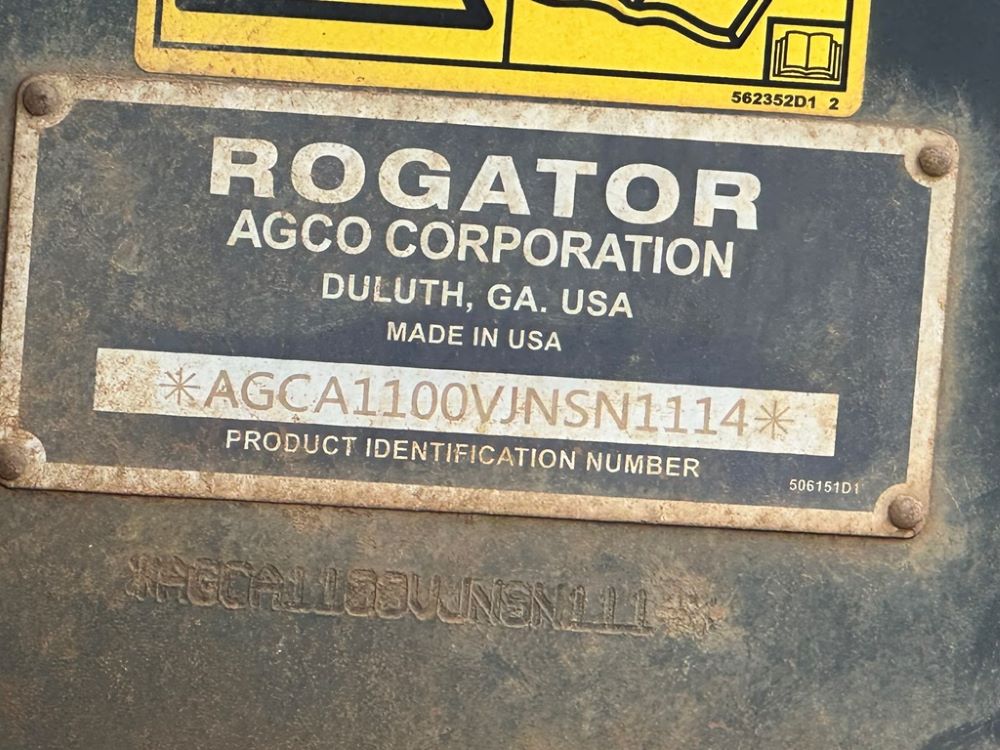 562352D1 2
ROGATOR
AGCO CORPORATION
DULUTH, GA. USA
MADE IN USA
*AGCA1100VJNSN1114*
PRODUCT IDENTIFICATION NUMBER
506151D1